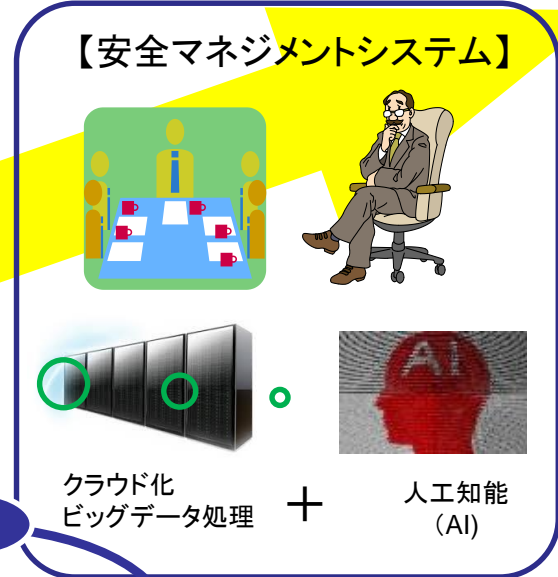 【安全マネジメントシステム】
AI
クラウド化
ビッグデータ処理
＋
人工知能
（AI)